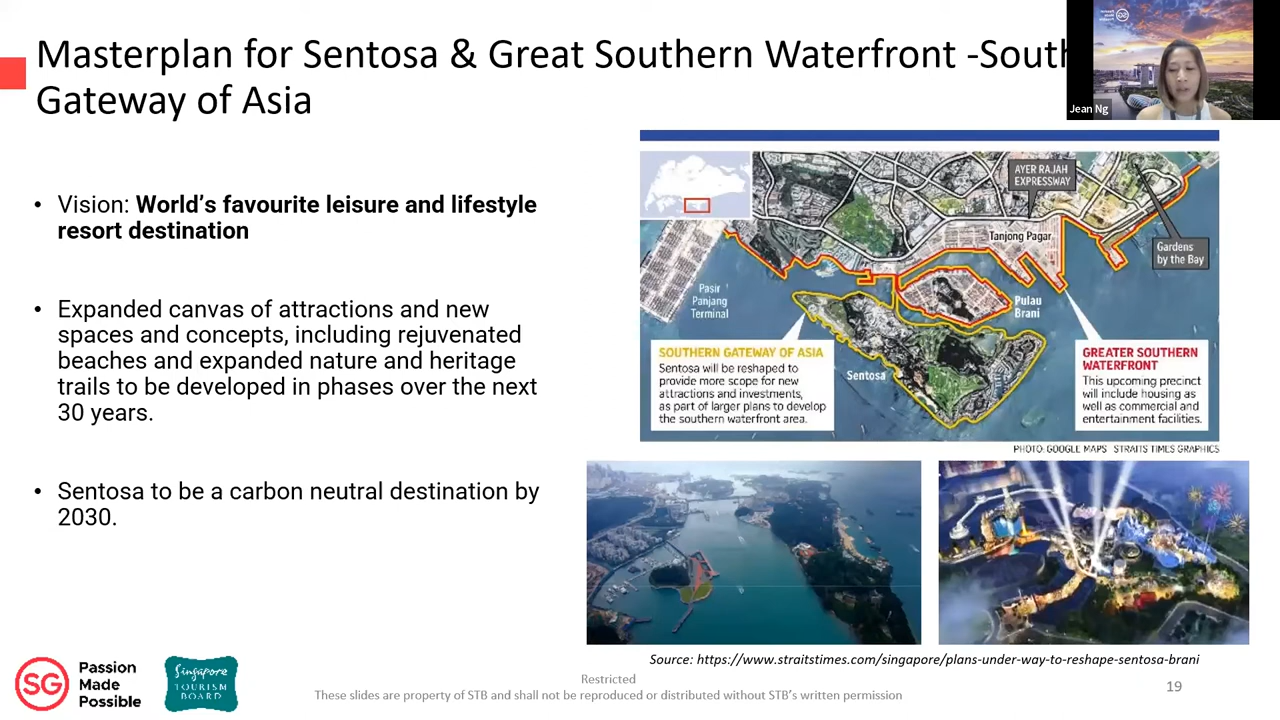 Masterplan for Sentosa & Great Southern Waterfront -South
Gateway of Asia
Jean Ng
• Vision: World’s favourite leisure and lifestyle
resort destination
• Expanded canvas of attractions and new
spaces and concepts, including rejuvenated
beaches and expanded nature and heritage
trails to be developed in phases over the next
30 years.
• Sentosa to be a carbon neutral destination by
2030.
AYER RAJAH
EXPRESSWAY
Tanjong Pagar
Gardens
by the Bay
Pasir
Panjang
Terminal
Pulau
Brani
Sentosa
SOUTHERN GATEWAY OF ASIA
Sentosa will be reshaped to
provide more scope for new
attractions and investments,
as part of larger plans to develop
the southern waterfront area.
GREATER SOUTHERN
WATERFRONT
This upcoming precinct
will include housing as
well as commercial and
entertainment facilities.
PHOTO: GOOGLE MAPS STRAITS TIMES GRAPHICS
Source: https://www.straitstimes.com/singapore/plans-under-way-to-reshape-sentosa-brani
SG
Passion
Made
Possible
Singapore
TOURISM
BOARD
Restricted
These slides are property of STB and shall not be reproduced or distributed without STB’s written permission
19